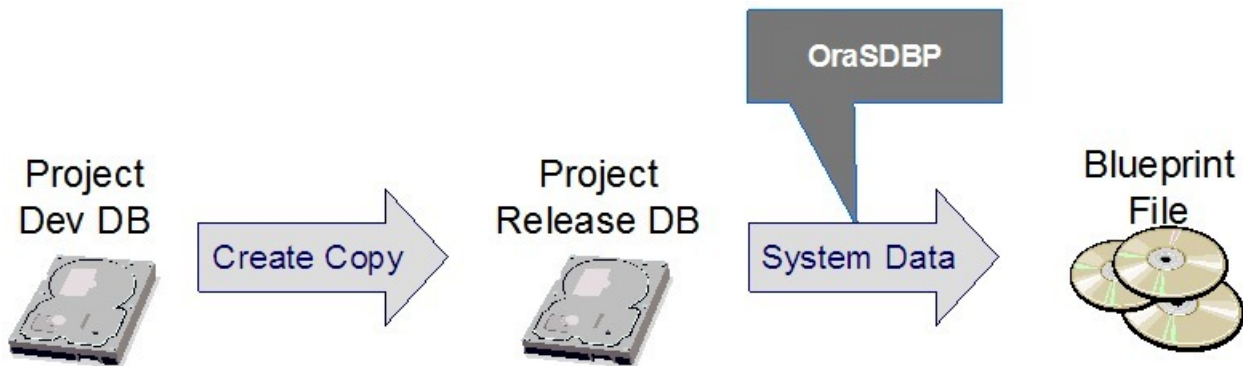 OraSDBP
Project
Dev DB
Create Copy
Project
Release DB
System Data
Blueprint
File